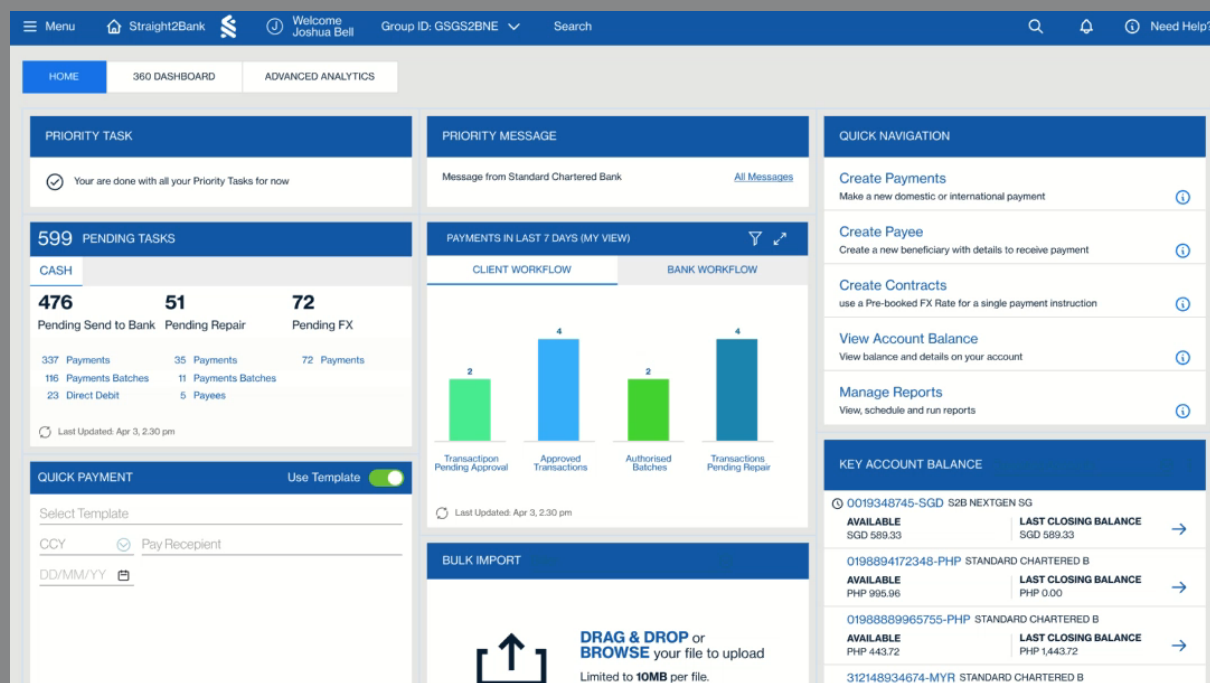 Menu
Straight2Bank
J
Welcome
Joshua Bell
Group ID: GSGS2BNE
Search
Need Help?
HOME
360 DASHBOARD
ADVANCED ANALYTICS
PRIORITY TASK
Your are done with all your Priority Tasks for now
599 PENDING TASKS
CASH
476 51 72
Pending Send to Bank Pending Repair Pending FX
337 Payments 35 Payments 72 Payments
116 Payments Batches 11 Payments Batches
23 Direct Debit 5 Payees
Last Updated: Apr 3, 2.30 pm
QUICK PAYMENT Use Template
Select Template
CCY Pay Recepient
DD/MM/YY
PRIORITY MESSAGE
Message from Standard Chartered Bank All Messages
PAYMENTS IN LAST 7 DAYS (MY VIEW)
CLIENT WORKFLOW BANK WORKFLOW
2 4 2 4
Transactipon
Pending Approval
Approved
Transactions
Authorised
Batches
Transactions
Pending Repair
Last Updated: Apr 3, 2.30 pm
BULK IMPORT
DRAG & DROP or
BROWSE your file to upload
Limited to 10MB per file.
QUICK NAVIGATION
Create Payments
Make a new domestic or international payment
Create Payee
Create a new beneficiary with details to receive payment
Create Contracts
use a Pre-booked FX Rate for a single payment instruction
View Account Balance
View balance and details on your account
Manage Reports
View, schedule and run reports
KEY ACCOUNT BALANCE
0019348745-SGD S2B NEXTGEN SG
AVAILABLE LAST CLOSING BALANCE
SGD 589.33 SGD 589.33
0198894172348-PHP STANDARD CHARTERED B
AVAILABLE LAST CLOSING BALANCE
PHP 995.96 PHP 0.00
01988889965755-PHP STANDARD CHARTERED B
AVAILABLE LAST CLOSING BALANCE
PHP 443.72 PHP 1,443.72
312148934674-MYR STANDARD CHARTERED B